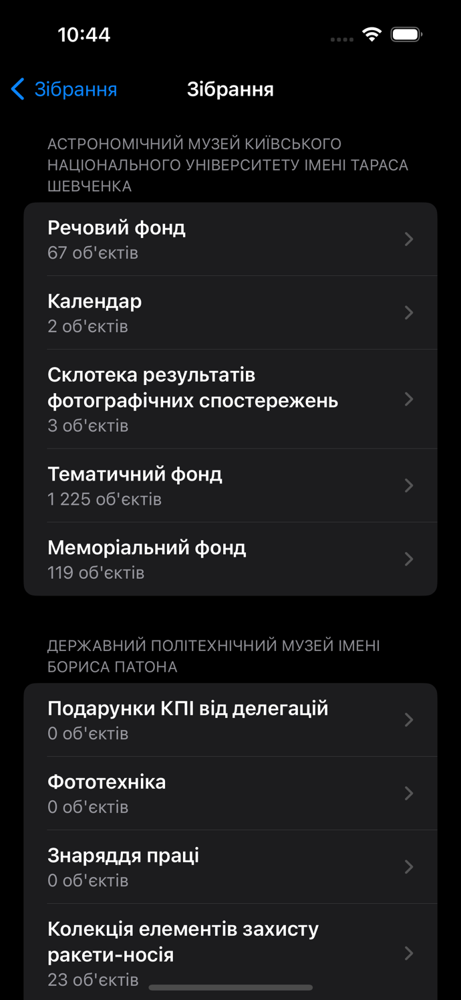 10:44
Зібрання
Зібрання
АСТРОНОМІЧНИЙ МУЗЕЙ КИЇВСЬКОГО
НАЦІОНАЛЬНОГО УНІВЕРСИТЕТУ ІМЕНІ ТАРАСА
ШЕВЧЕНКА
Речовий фонд
67 об'єктів
Календар
2 об'єктів
Склотека результатів
фотографічних спостережень
3 об'єктів
Тематичний фонд
1 225 об'єктів
Меморіальний фонд
119 об'єктів
ДЕРЖАВНИЙ ПОЛІТЕХНІЧНИЙ МУЗЕЙ ІМЕНІ
БОРИСА ПАТОНА
Подарунки КПІ від делегацій
0 об'єктів
Фототехніка
0 об'єктів
Знаряддя праці
0 об'єктів
Колекція елементів захисту
ракети-носія
23 об'єктів